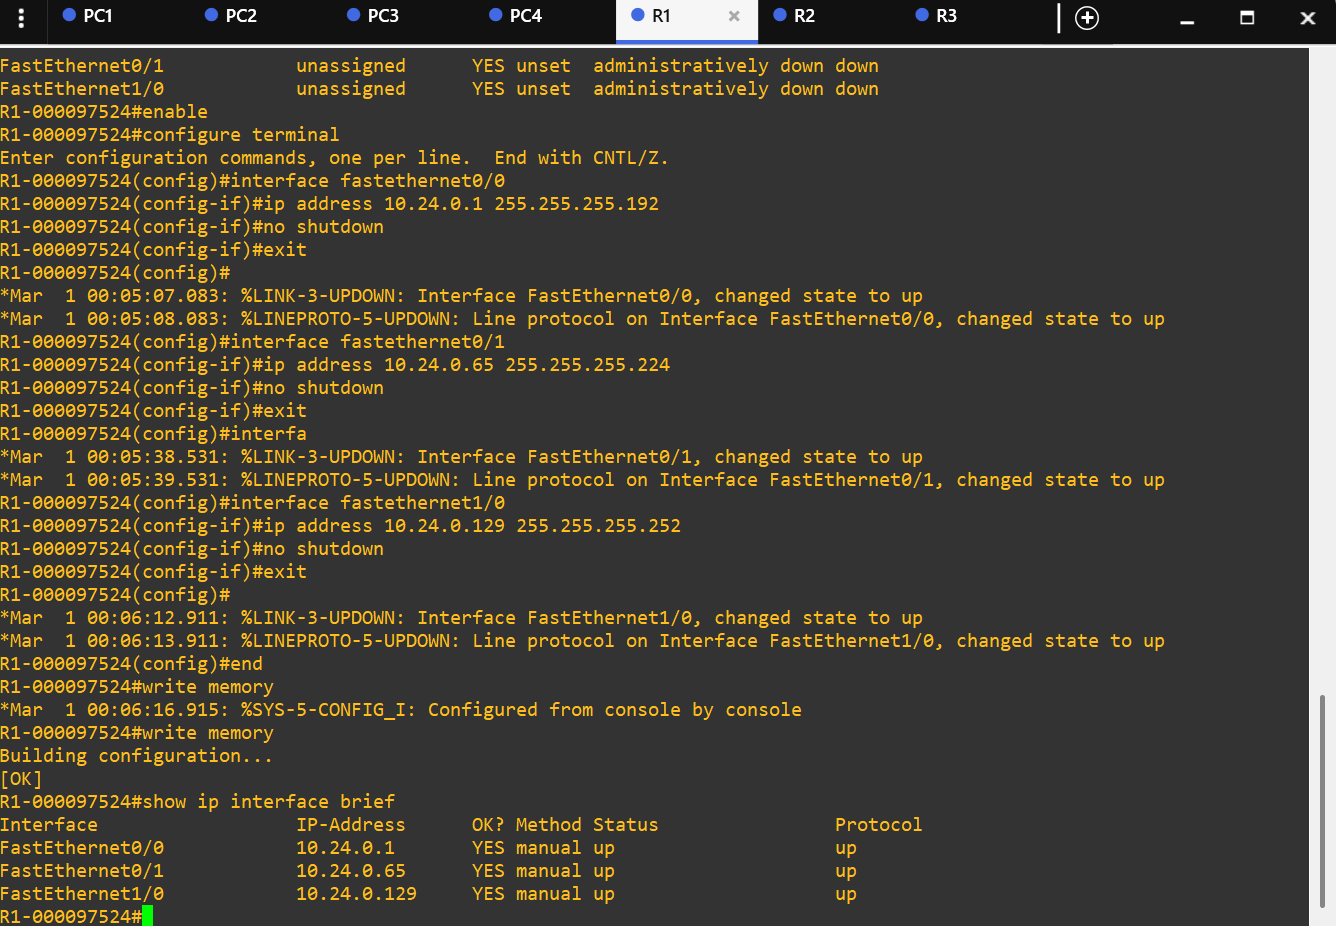 PC1 PC2 PC3 PC4 R1 R2 R3
FastEthernet0/1 unassigned YES unset administratively down down
FastEthernet1/0 unassigned YES unset administratively down down
R1-000097524#enable
R1-000097524#configure terminal
Enter configuration commands, one per line. End with CNTL/Z.
R1-000097524(config)#interface fastethernet0/0
R1-000097524(config-if)#ip address 10.24.0.1 255.255.255.192
R1-000097524(config-if)#no shutdown
R1-000097524(config-if)#exit
R1-000097524(config)#
*Mar 1 00:05:07.083: %LINK-3-UPDOWN: Interface FastEthernet0/0, changed state to up
*Mar 1 00:05:08.083: %LINEPROTO-5-UPDOWN: Line protocol on Interface FastEthernet0/0, changed state to up
R1-000097524(config)#interface fastethernet0/1
R1-000097524(config-if)#ip address 10.24.0.65 255.255.255.224
R1-000097524(config-if)#no shutdown
R1-000097524(config-if)#exit
R1-000097524(config)#interfa
*Mar 1 00:05:38.531: %LINK-3-UPDOWN: Interface FastEthernet0/1, changed state to up
*Mar 1 00:05:39.531: %LINEPROTO-5-UPDOWN: Line protocol on Interface FastEthernet0/1, changed state to up
R1-000097524(config)#interface fastethernet1/0
R1-000097524(config-if)#ip address 10.24.0.129 255.255.255.252
R1-000097524(config-if)#no shutdown
R1-000097524(config-if)#exit
R1-000097524(config)#
*Mar 1 00:06:12.911: %LINK-3-UPDOWN: Interface FastEthernet1/0, changed state to up
*Mar 1 00:06:13.911: %LINEPROTO-5-UPDOWN: Line protocol on Interface FastEthernet1/0, changed state to up
R1-000097524(config)#end
R1-000097524#write memory
*Mar 1 00:06:16.915: %SYS-5-CONFIG_I: Configured from console by console
R1-000097524#write memory
Building configuration...
[OK]
R1-000097524#show ip interface brief
Interface IP-Address OK? Method Status Protocol
FastEthernet0/0 10.24.0.1 YES manual up up
FastEthernet0/1 10.24.0.65 YES manual up up
FastEthernet1/0 10.24.0.129 YES manual up up
R1-000097524#